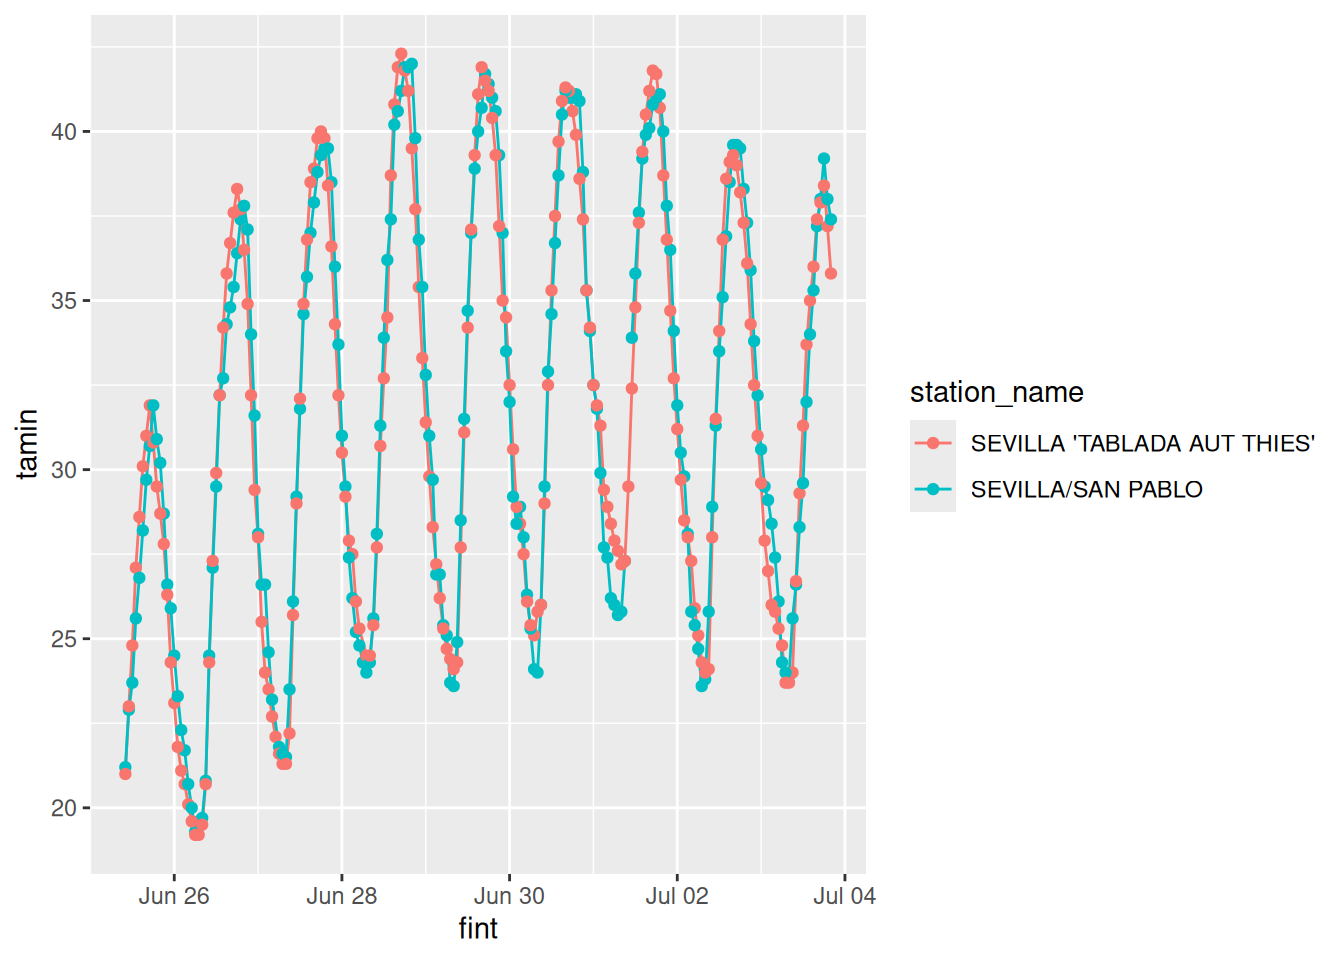 40
35
30
25
20
tamin
Jun 26
Jun 28
Jun 30
Jul 02
Jul 04
fint
station_name
SEVILLA 'TABLADA AUT THIES'
SEVILLA/SAN PABLO